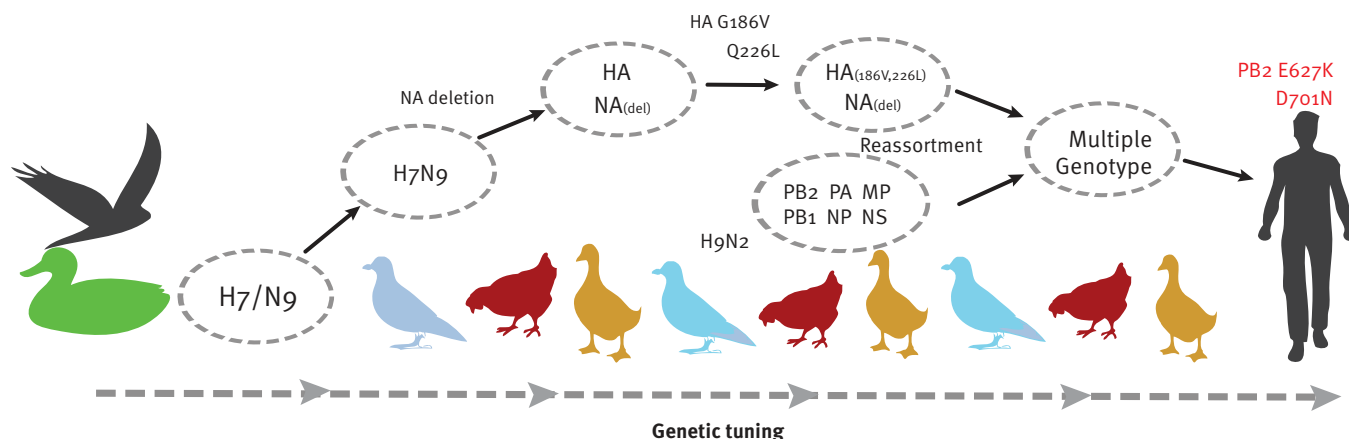 HA G186V
Q226L
NA deletion
HA
NA(del)
HA(186V,226L)
NA(del)
PB2 E627K
D701N
H7N9
Reassortment
Multiple
Genotype
PB2 PA MP
PB1 NP NS
H9N2
H7/N9
Genetic tuning